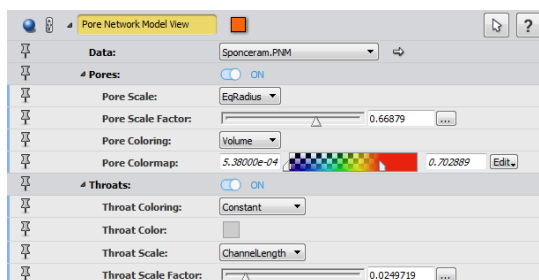 Pore Network Model View ?
Data: Sponceram.PNM
Pores: ON
Pore Scale: EqRadius
Pore Scale Factor: 0.66879 ...
Pore Coloring: Volume
Pore Colormap: 5.38000e-04 0.702889 Edit
Throats: ON
Throat Coloring: Constant
Throat Color:
Throat Scale: ChannelLength
Throat Scale Factor: 0.0249719 ...